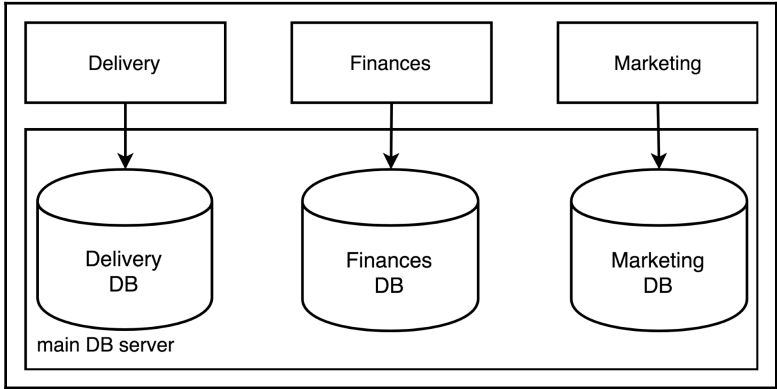 Delivery
Finances
Marketing
Delivery
DB
Finances
DB
Marketing
DB
main DB server